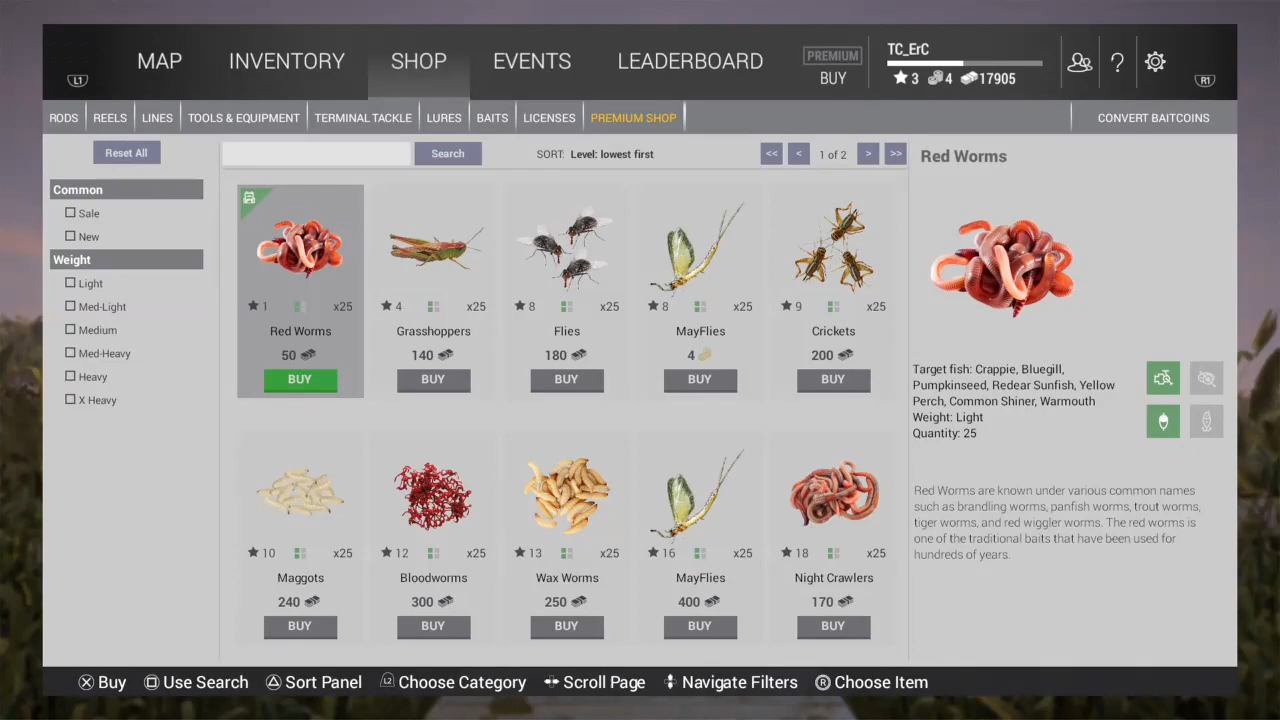 MAP
INVENTORY
SHOP
EVENTS
LEADERBOARD
PREMIUM
BUY
TC_ErC
3 4 17905
?
L1
R1
RODS
REELS
LINES
TOOLS & EQUIPMENT
TERMINAL TACKLE
LURES
BAITS
LICENSES
PREMIUM SHOP
CONVERT BAITCOINS
Reset All
Search
SORT: Level: lowest first
<<
<
1 of 2
>
>>
Common
Sale
New
Weight
Light
Med-Light
Medium
Med-Heavy
Heavy
X Heavy
1 x25
Red Worms
50
BUY
4 x25
Grasshoppers
140
BUY
8 x25
Flies
180
BUY
8 x25
MayFlies
4
BUY
9 x25
Crickets
200
BUY
10 x25
Maggots
240
BUY
12 x25
Bloodworms
300
BUY
13 x25
Wax Worms
250
BUY
16 x25
MayFlies
400
BUY
18 x25
Night Crawlers
170
BUY
Red Worms
Target fish: Crappie, Bluegill,
Pumpkinseed, Redear Sunfish, Yellow
Perch, Common Shiner, Warmouth
Weight: Light
Quantity: 25
Red Worms are known under various common names
such as brandling worms, panfish worms, trout worms,
tiger worms, and red wiggler worms. The red worms is
one of the traditional baits that have been used for
hundreds of years.
Buy
Use Search
Sort Panel
L2 Choose Category
Scroll Page
Navigate Filters
R Choose Item